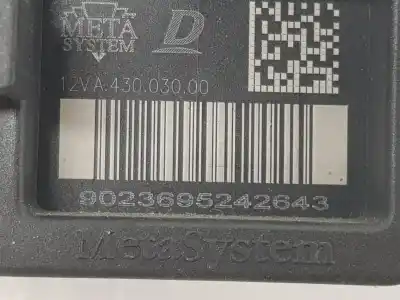 META
SYSTEM
D
12VA.430.030.00
9023695242643
MetaSystem